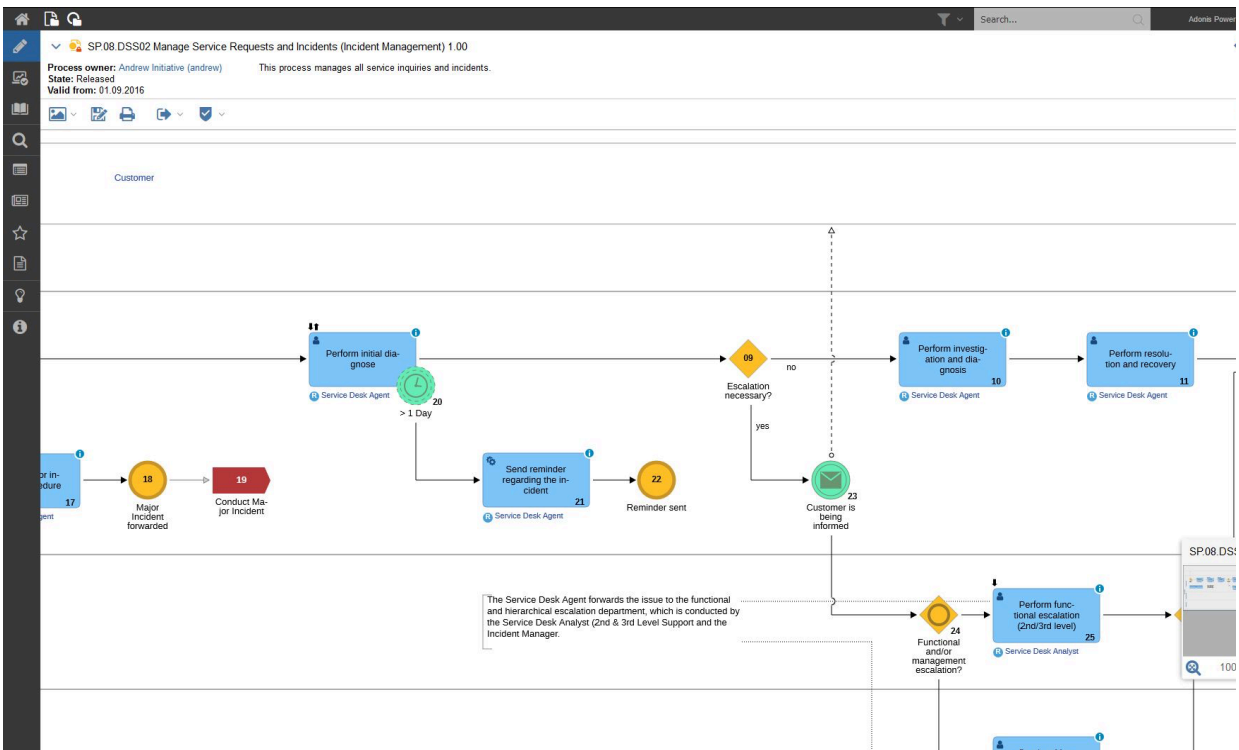 Search...
Adonis Power
SP.08.DSS02 Manage Service Requests and Incidents (Incident Management) 1.00
Process owner: Andrew Initiative (andrew)
This process manages all service inquiries and incidents.
State: Released
Valid from: 01.09.2016
Customer
Perform initial dia-
gnose
Service Desk Agent
20
> 1 Day
09
no
Escalation
necessary?
yes
Perform investig-
ation and dia-
gnosis
10
R Service Desk Agent
Perform resolu-
tion and recovery
11
R Service Desk Agent
R
or in-
edure
17
gent
18
Major
Incident
forwarded
19
Conduct Ma-
jor Incident
Send reminder
regarding the in-
cident
21
R Service Desk Agent
22
Reminder sent
23
Customer is
being
informed
SP.08.DSS
The Service Desk Agent forwards the issue to the functional
and hierarchical escalation department, which is conducted by
the Service Desk Analyst (2nd & 3rd Level Support and the
Incident Manager.
24
Functional
and/or
management
escalation?
Perform func-
tional escalation
(2nd/3rd level)
25
R Service Desk Analyst
100